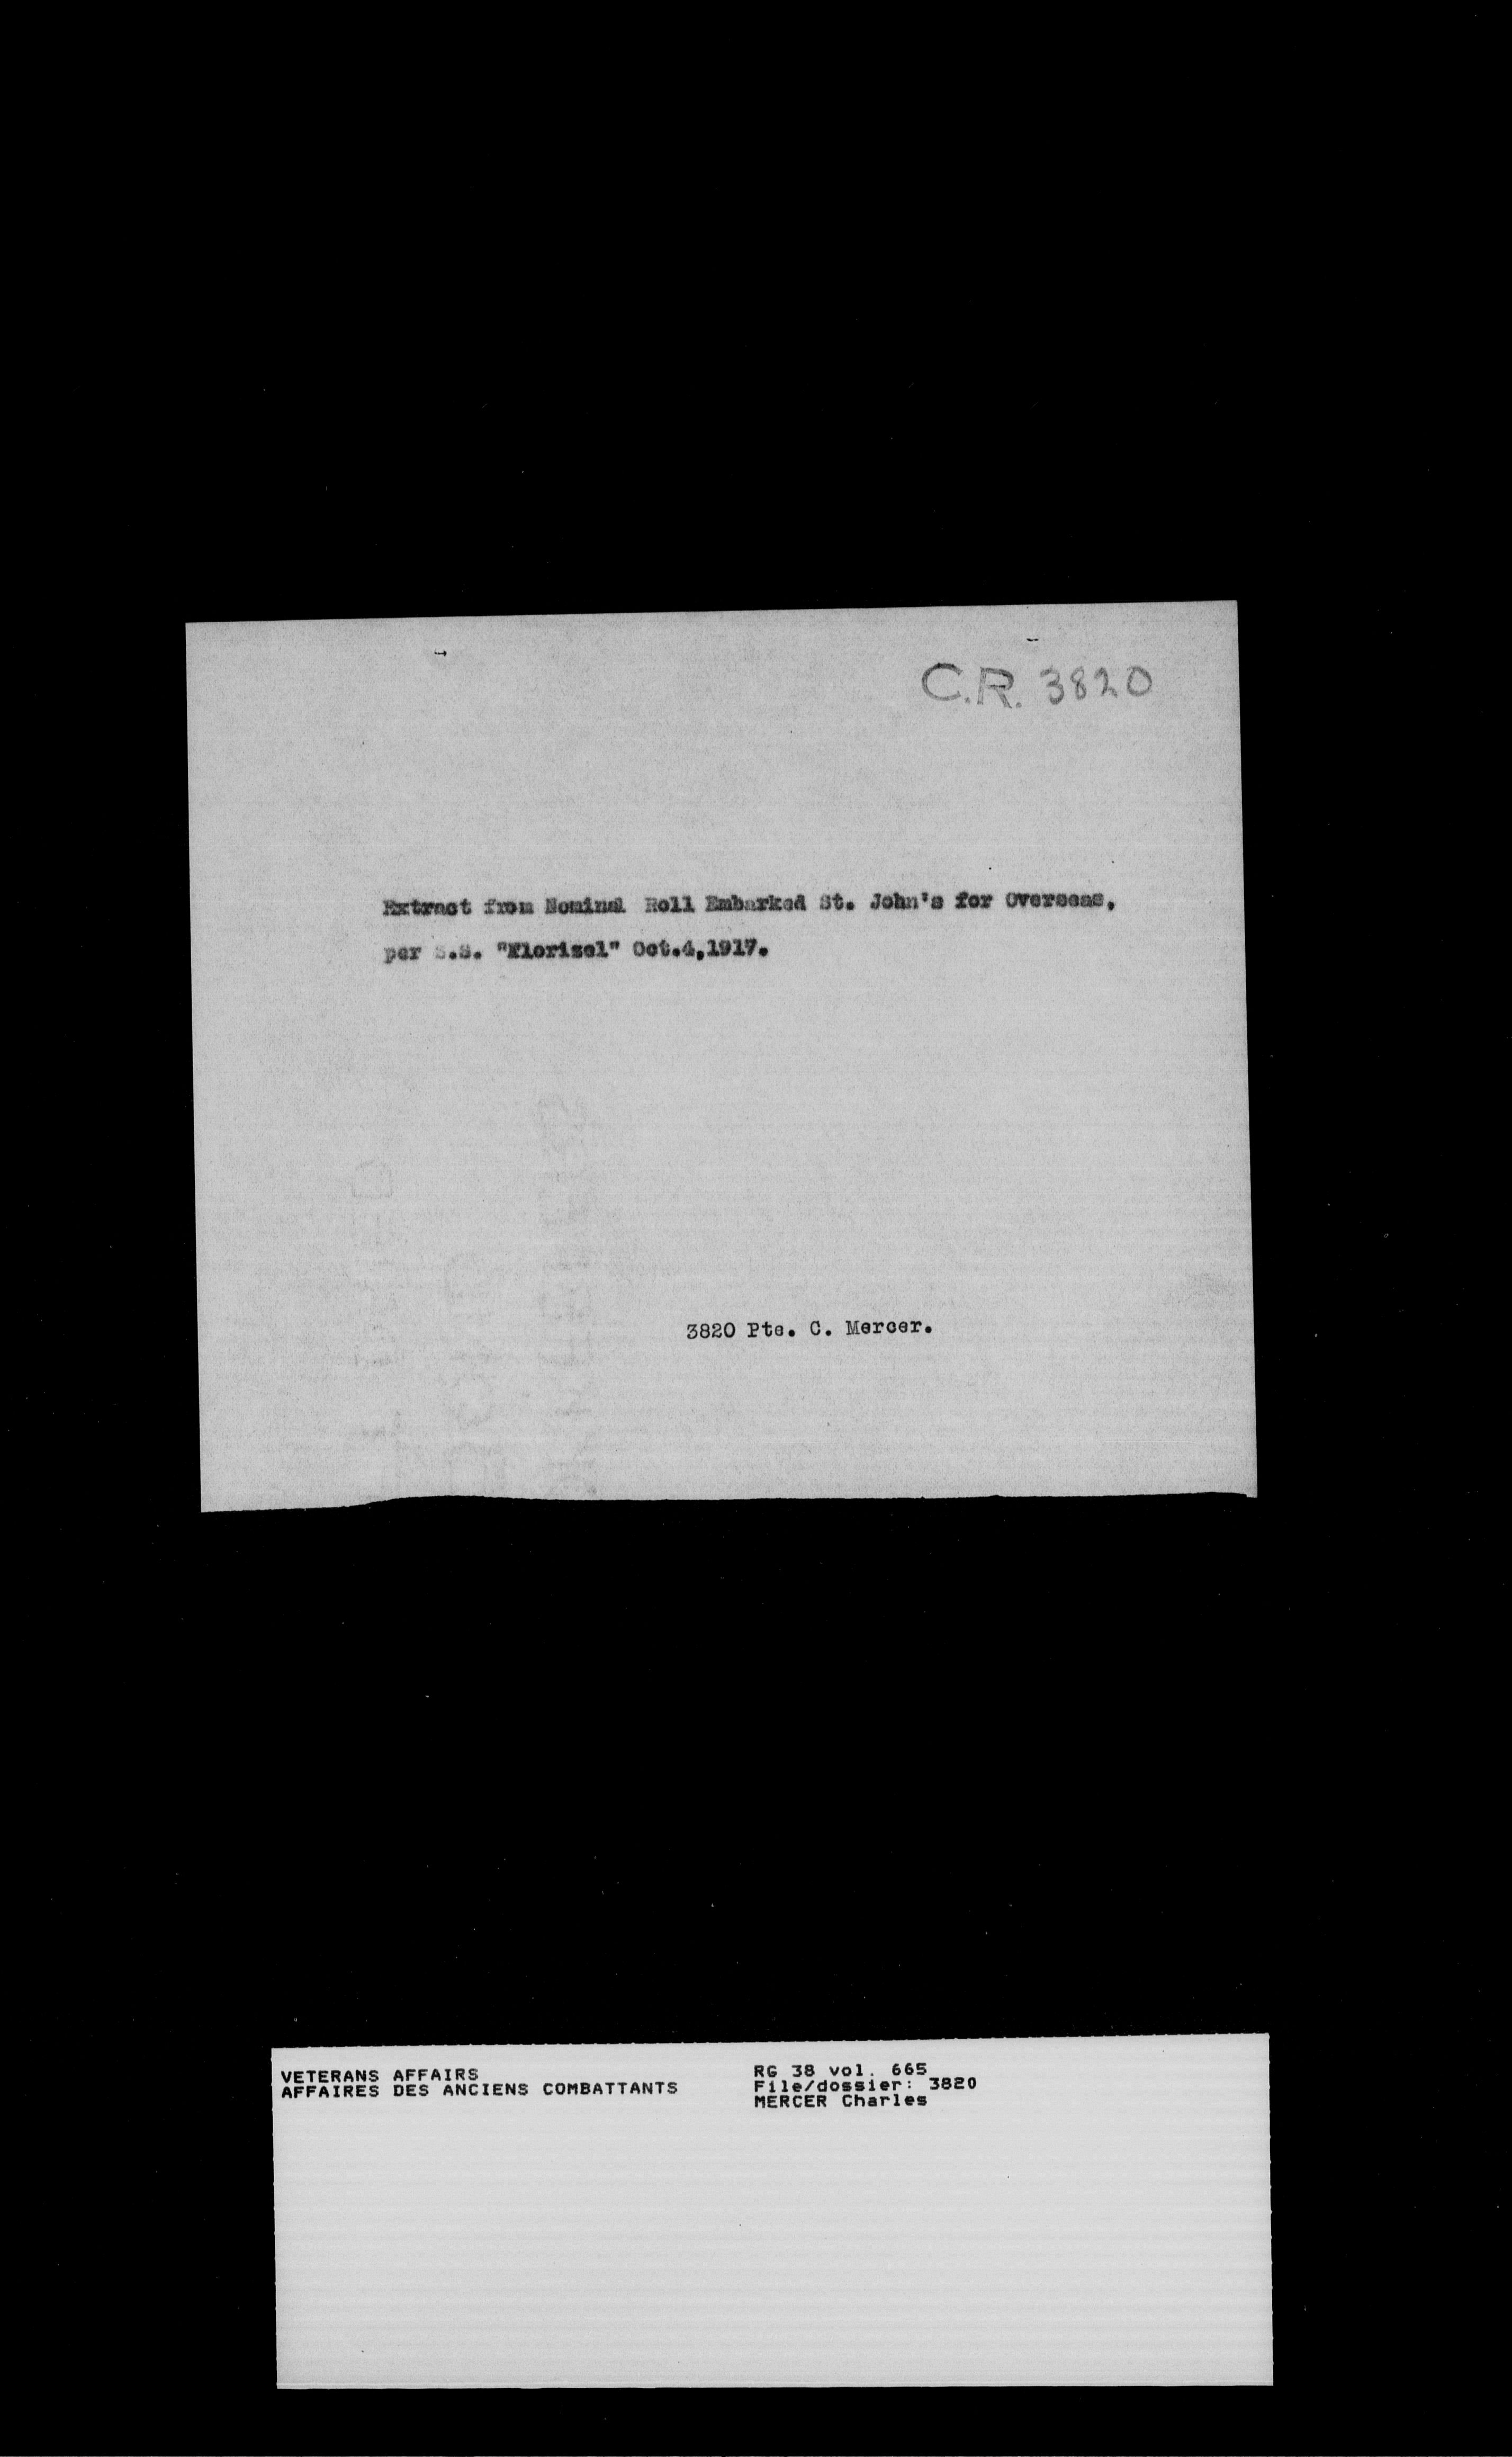 C.R. 3820
Extract from Nominal Roll Embarked St. John's for Overseas,
per S.S. "Florizel" Oct.4,1917.
3820 Pte. C. Mercer.
VETERANS AFFAIRS
AFFAIRES DES ANCIENS COMBATTANTS
RG 38 vol. 665
File/dossier: 3820
MERCER Charles